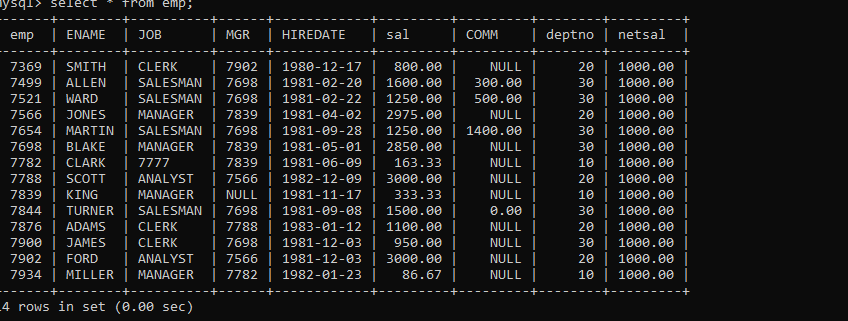 mysql> select * from emp;
+------+--------+----------+------+------------+---------+---------+--------+---------+
| emp | ENAME | JOB | MGR | HIREDATE | sal | COMM | deptno | netsal |
+------+--------+----------+------+------------+---------+---------+--------+---------+
7369 | SMITH | CLERK | 7902 | 1980-12-17 | 800.00 | NULL | 20 | 1000.00 |
7499 | ALLEN | SALESMAN | 7698 | 1981-02-20 | 1600.00 | 300.00 | 30 | 1000.00 |
7521 | WARD | SALESMAN | 7698 | 1981-02-22 | 1250.00 | 500.00 | 30 | 1000.00 |
7566 | JONES | MANAGER | 7839 | 1981-04-02 | 2975.00 | NULL | 20 | 1000.00 |
7654 | MARTIN | SALESMAN | 7698 | 1981-09-28 | 1250.00 | 1400.00 | 30 | 1000.00 |
7698 | BLAKE | MANAGER | 7839 | 1981-05-01 | 2850.00 | NULL | 30 | 1000.00 |
7782 | CLARK | 7777 | 7839 | 1981-06-09 | 163.33 | NULL | 10 | 1000.00 |
7788 | SCOTT | ANALYST | 7566 | 1982-12-09 | 3000.00 | NULL | 20 | 1000.00 |
7839 | KING | MANAGER | NULL | 1981-11-17 | 333.33 | NULL | 10 | 1000.00 |
7844 | TURNER | SALESMAN | 7698 | 1981-09-08 | 1500.00 | 0.00 | 30 | 1000.00 |
7876 | ADAMS | CLERK | 7788 | 1983-01-12 | 1100.00 | NULL | 20 | 1000.00 |
7900 | JAMES | CLERK | 7698 | 1981-12-03 | 950.00 | NULL | 30 | 1000.00 |
7902 | FORD | ANALYST | 7566 | 1981-12-03 | 3000.00 | NULL | 20 | 1000.00 |
7934 | MILLER | MANAGER | 7782 | 1982-01-23 | 86.67 | NULL | 10 | 1000.00 |
+------+--------+----------+------+------------+---------+---------+--------+---------+
14 rows in set (0.00 sec)